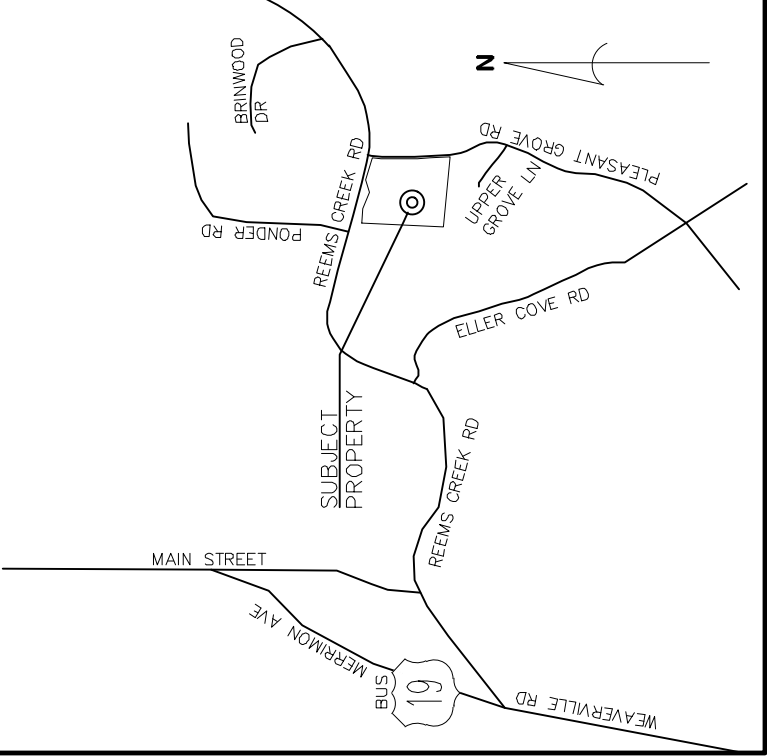 BRINWOOD
DR
N
PONDER RD
REEMS CREEK RD
PLEASANT GROVE RD
UPPER
GROVE LN
ELLER COVE RD
SUBJECT
PROPERTY
REEMS CREEK RD
MAIN STREET
MERRIMON AVE
BUS
19
WEAVERVILLE RD